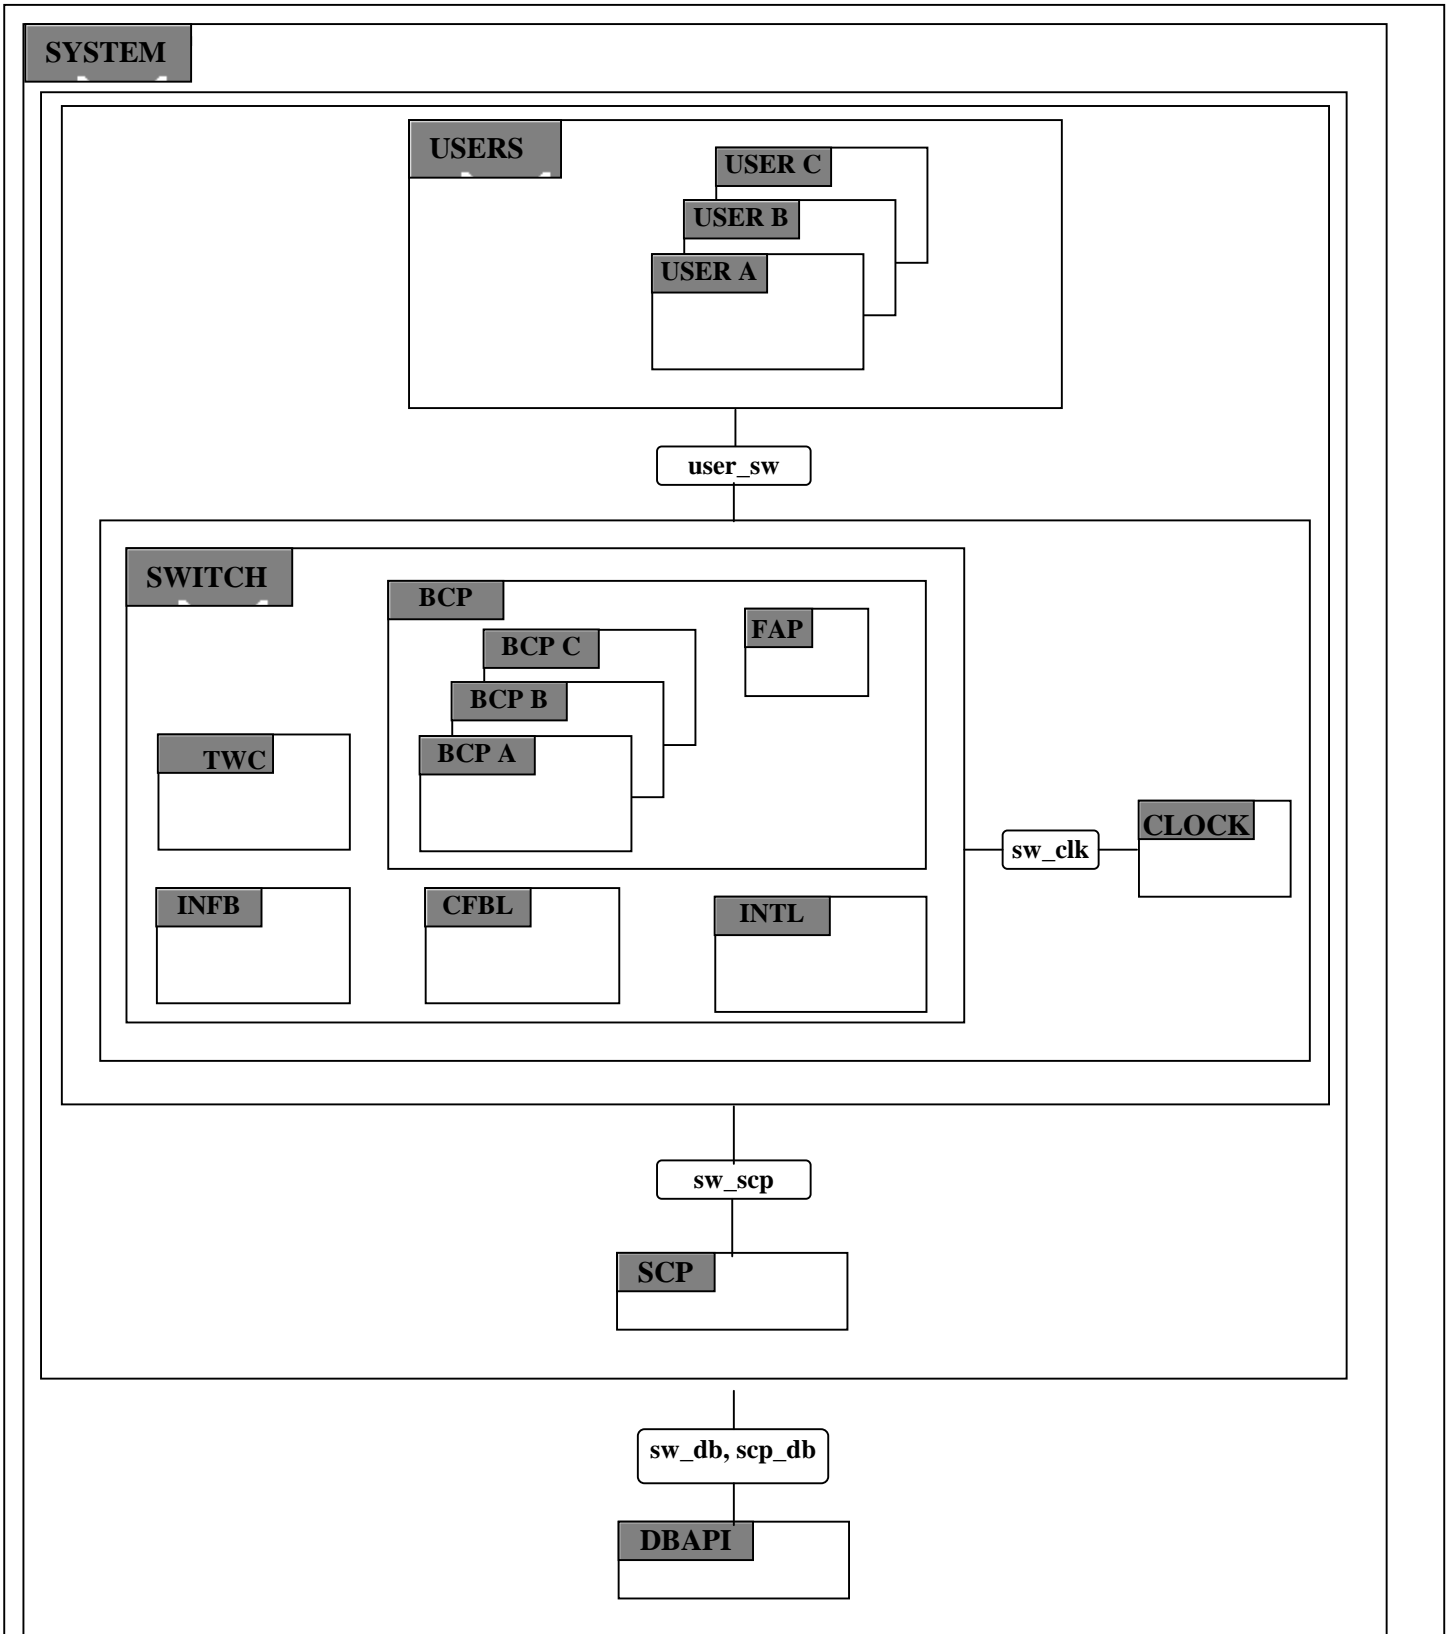 SYSTEM
USERS
USER C
USER B
USER A
user_sw
SWITCH
BCP
FAP
BCP C
BCP B
BCP A
TWC
CLOCK
sw_clk
INFB
CFBL
INTL
sw_scp
SCP
sw_db, scp_db
DBAPI